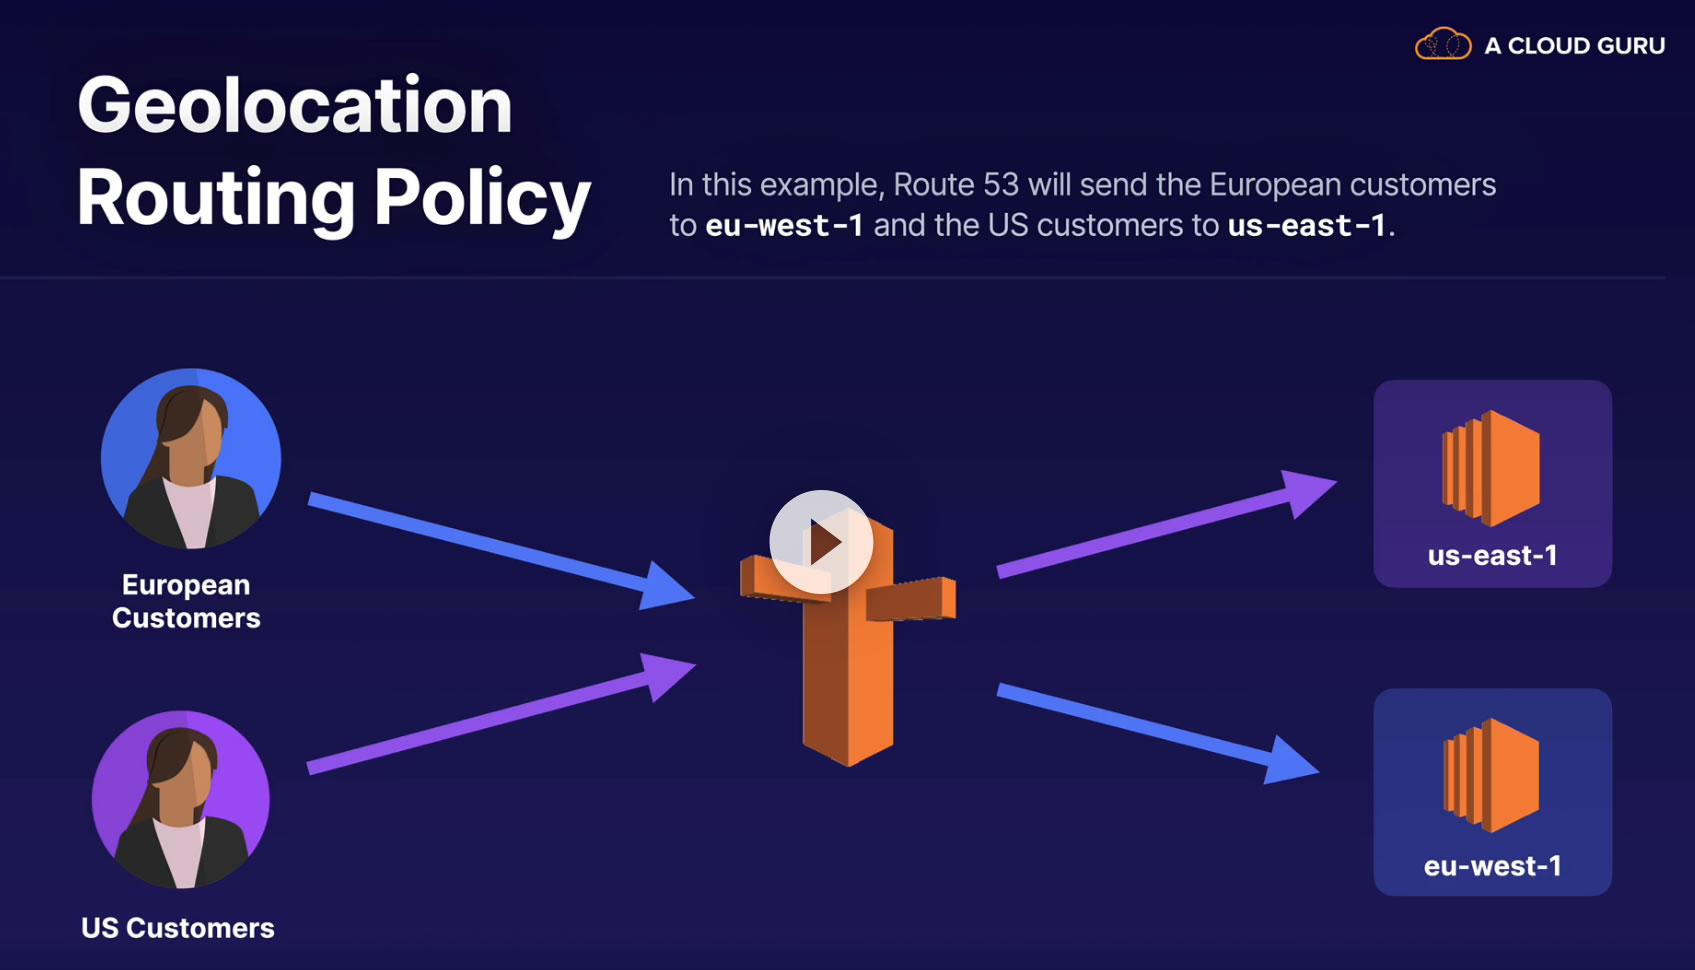 A CLOUD GURU
Geolocation
Routing Policy
In this example, Route 53 will send the European customers
to eu-west-1 and the US customers to us-east-1.
European
Customers
US Customers
us-east-1
eu-west-1